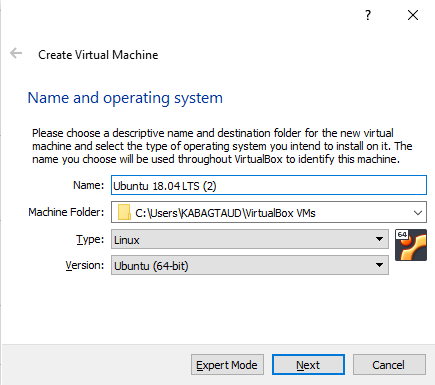 Create Virtual Machine
Name and operating system
Please choose a descriptive name and destination folder for the new virtual
machine and select the type of operating system you intend to install on it. The
name you choose will be used throughout VirtualBox to identify this machine.
Name: Ubuntu 18.04 LTS (2)
Machine Folder: C:\Users\KABAGTAUD\VirtualBox VMs
Type: Linux
64
Version: Ubuntu (64-bit)
Expert Mode Next Cancel